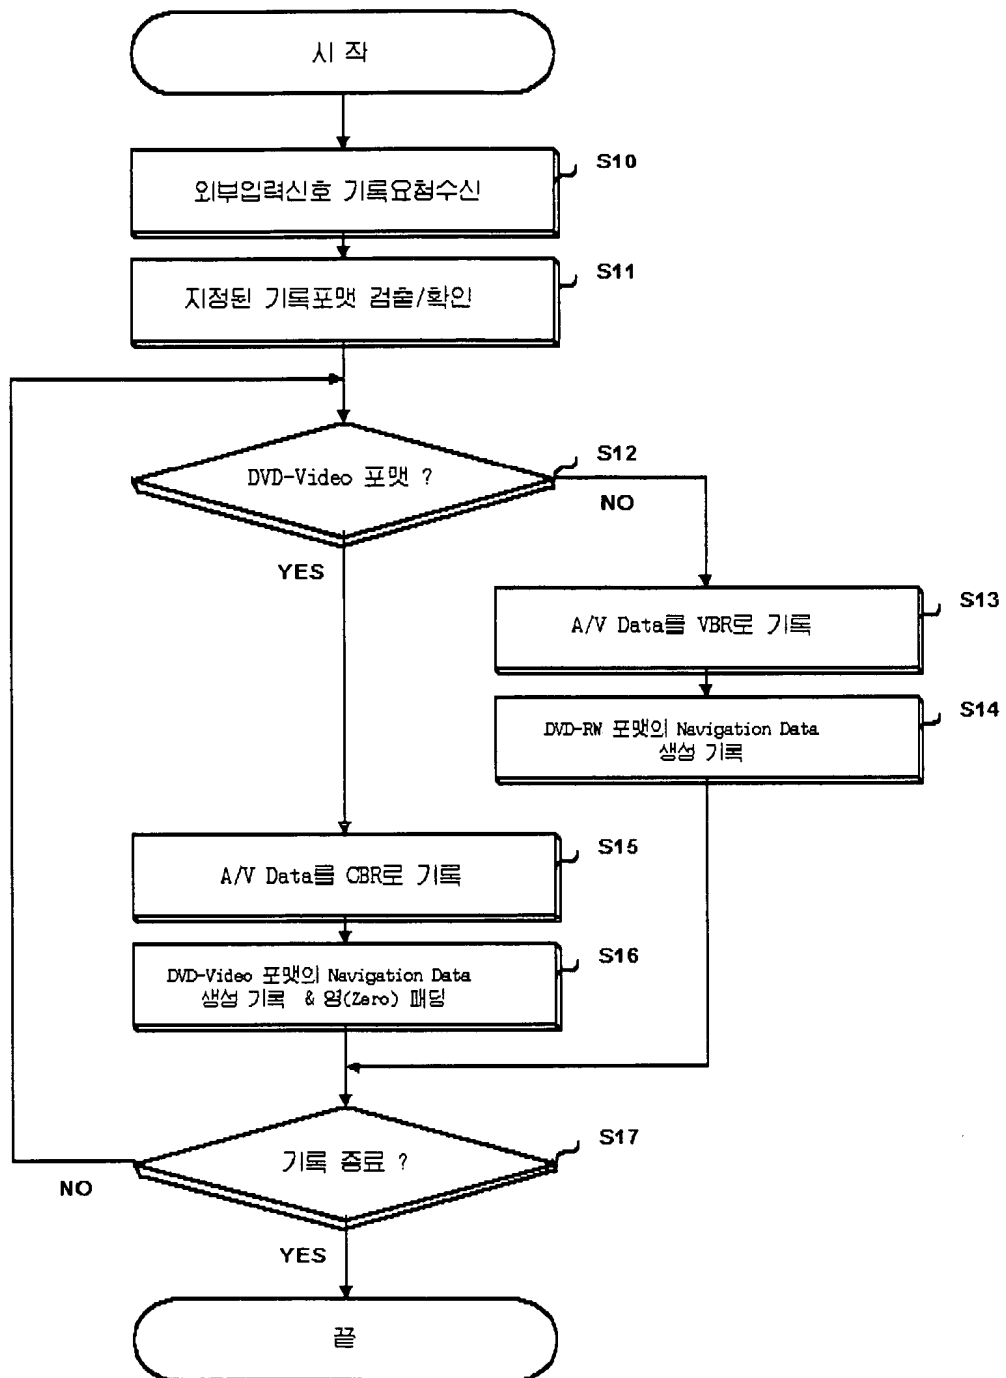 시 작
S10
외부입력신호 기록요청수신
S11
지정된 기록포맷 검출/확인
S12
DVD-Video 포맷 ?
NO
YES
S13
A/V Data를 VBR로 기록
S14
DVD-RW 포맷의 Navigation Data
생성 기록
S15
A/V Data를 CBR로 기록
S16
DVD-Video 포맷의 Navigation Data
생성 기록 & 영(Zero) 패딩
S17
기록 종료 ?
NO
YES
끝